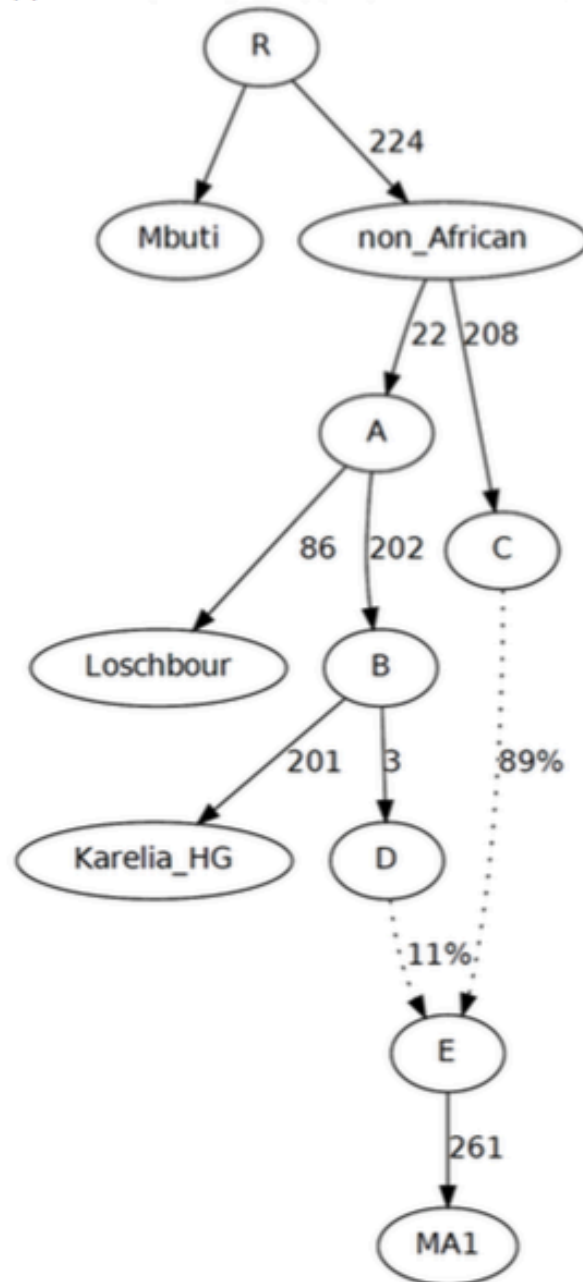 R
224
Mbuti
non_African
22
208
A
86
202
C
Loschbour
B
201
3
89%
Karelia_HG
D
11%
E
261
MA1